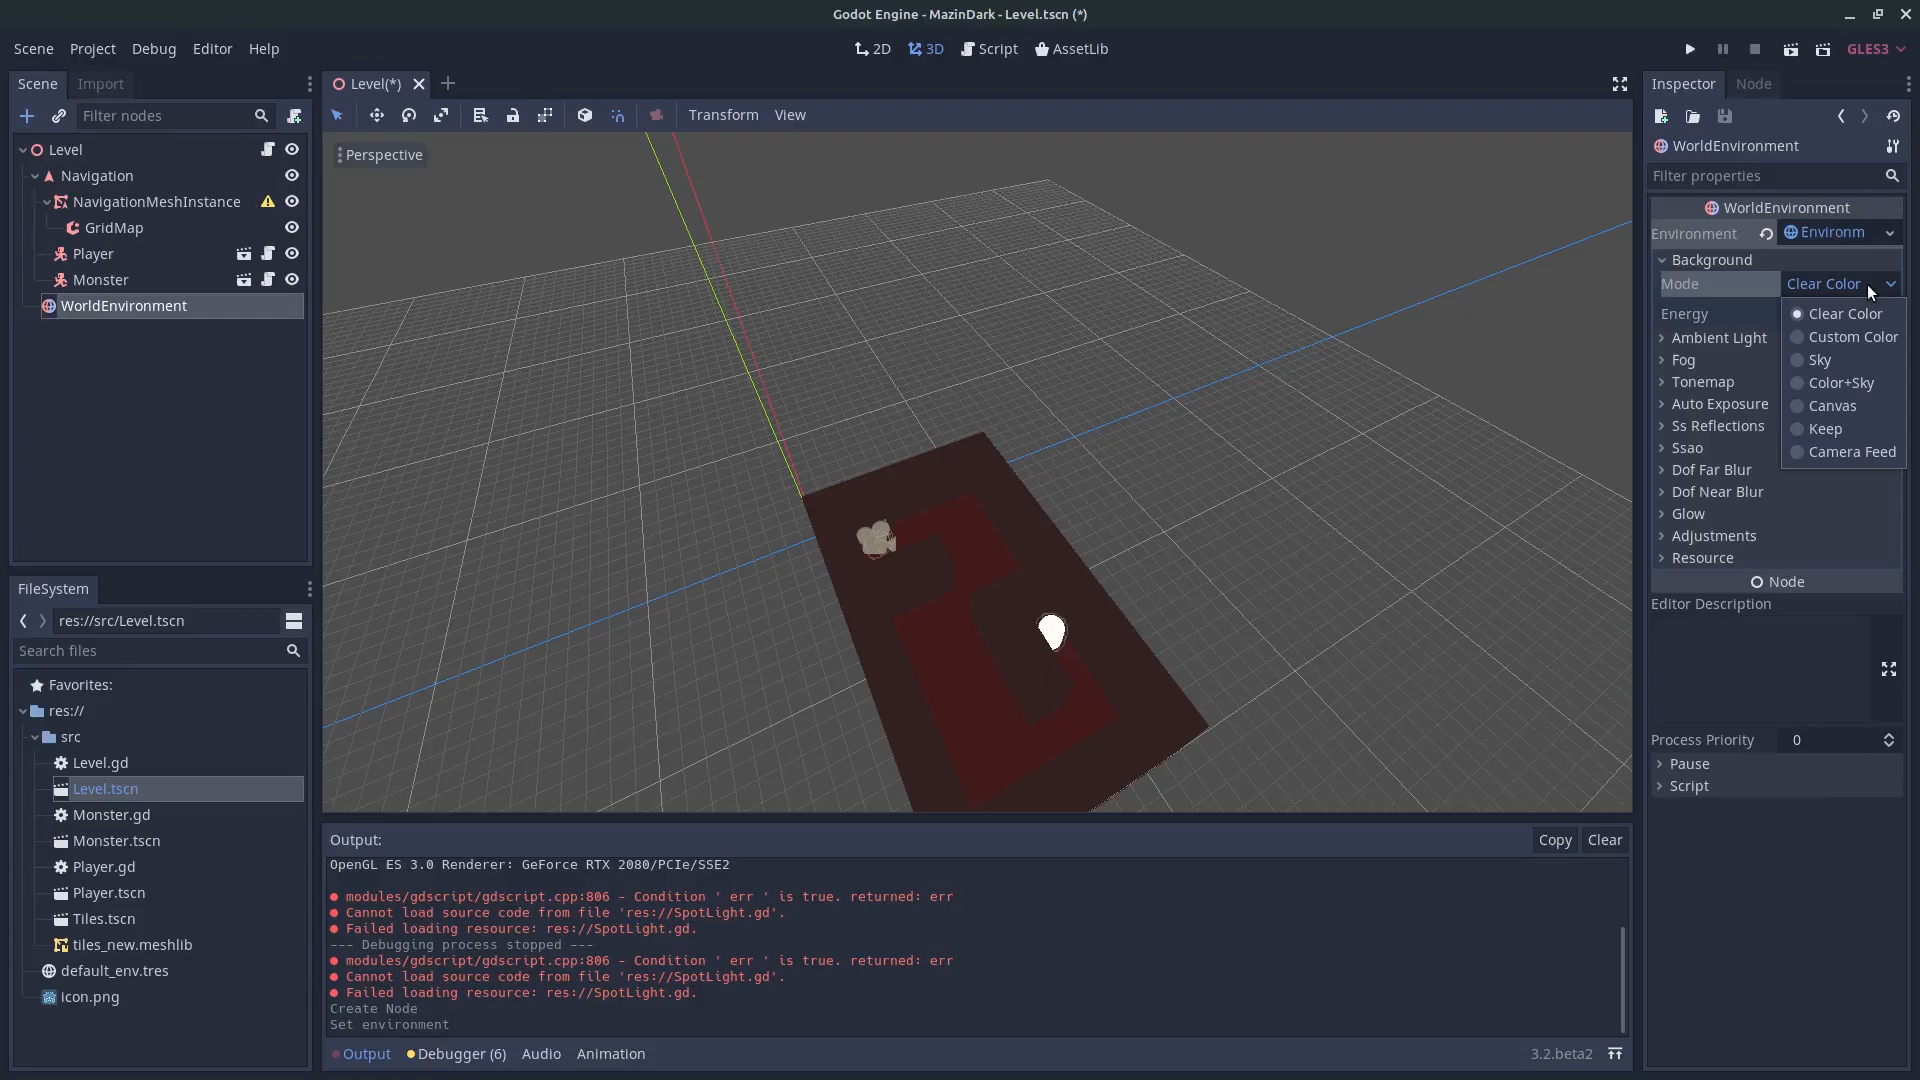 Godot Engine - MazinDark - Level.tscn (*)
Scene Project Debug Editor Help
2D 3D Script AssetLib
GLES3
Scene Import
Filter nodes
Level
Navigation
NavigationMeshInstance
GridMap
Player
Monster
WorldEnvironment
FileSystem
res://src/Level.tscn
Search files
Favorites:
res://
src
Level.gd
Level.tscn
Monster.gd
Monster.tscn
Player.gd
Player.tscn
Tiles.tscn
tiles_new.meshlib
default_env.tres
icon.png
Level(*)
Transform View
Perspective
Output:
Copy Clear
OpenGL ES 3.0 Renderer: GeForce RTX 2080/PCIe/SSE2
modules/gdscript/gdscript.cpp:806 - Condition ' err ' is true. returned: err
Cannot load source code from file 'res://SpotLight.gd'.
Failed loading resource: res://SpotLight.gd.
--- Debugging process stopped ---
modules/gdscript/gdscript.cpp:806 - Condition ' err ' is true. returned: err
Cannot load source code from file 'res://SpotLight.gd'.
Failed loading resource: res://SpotLight.gd.
Create Node
Set environment
Output Debugger (6) Audio Animation
3.2.beta2
Inspector Node
WorldEnvironment
Filter properties
WorldEnvironment
Environment Environm
Background
Mode Clear Color
Energy
Clear Color
Custom Color
Sky
Color+Sky
Canvas
Keep
Camera Feed
Ambient Light
Fog
Tonemap
Auto Exposure
Ss Reflections
Ssao
Dof Far Blur
Dof Near Blur
Glow
Adjustments
Resource
Node
Editor Description
Process Priority 0
Pause
Script